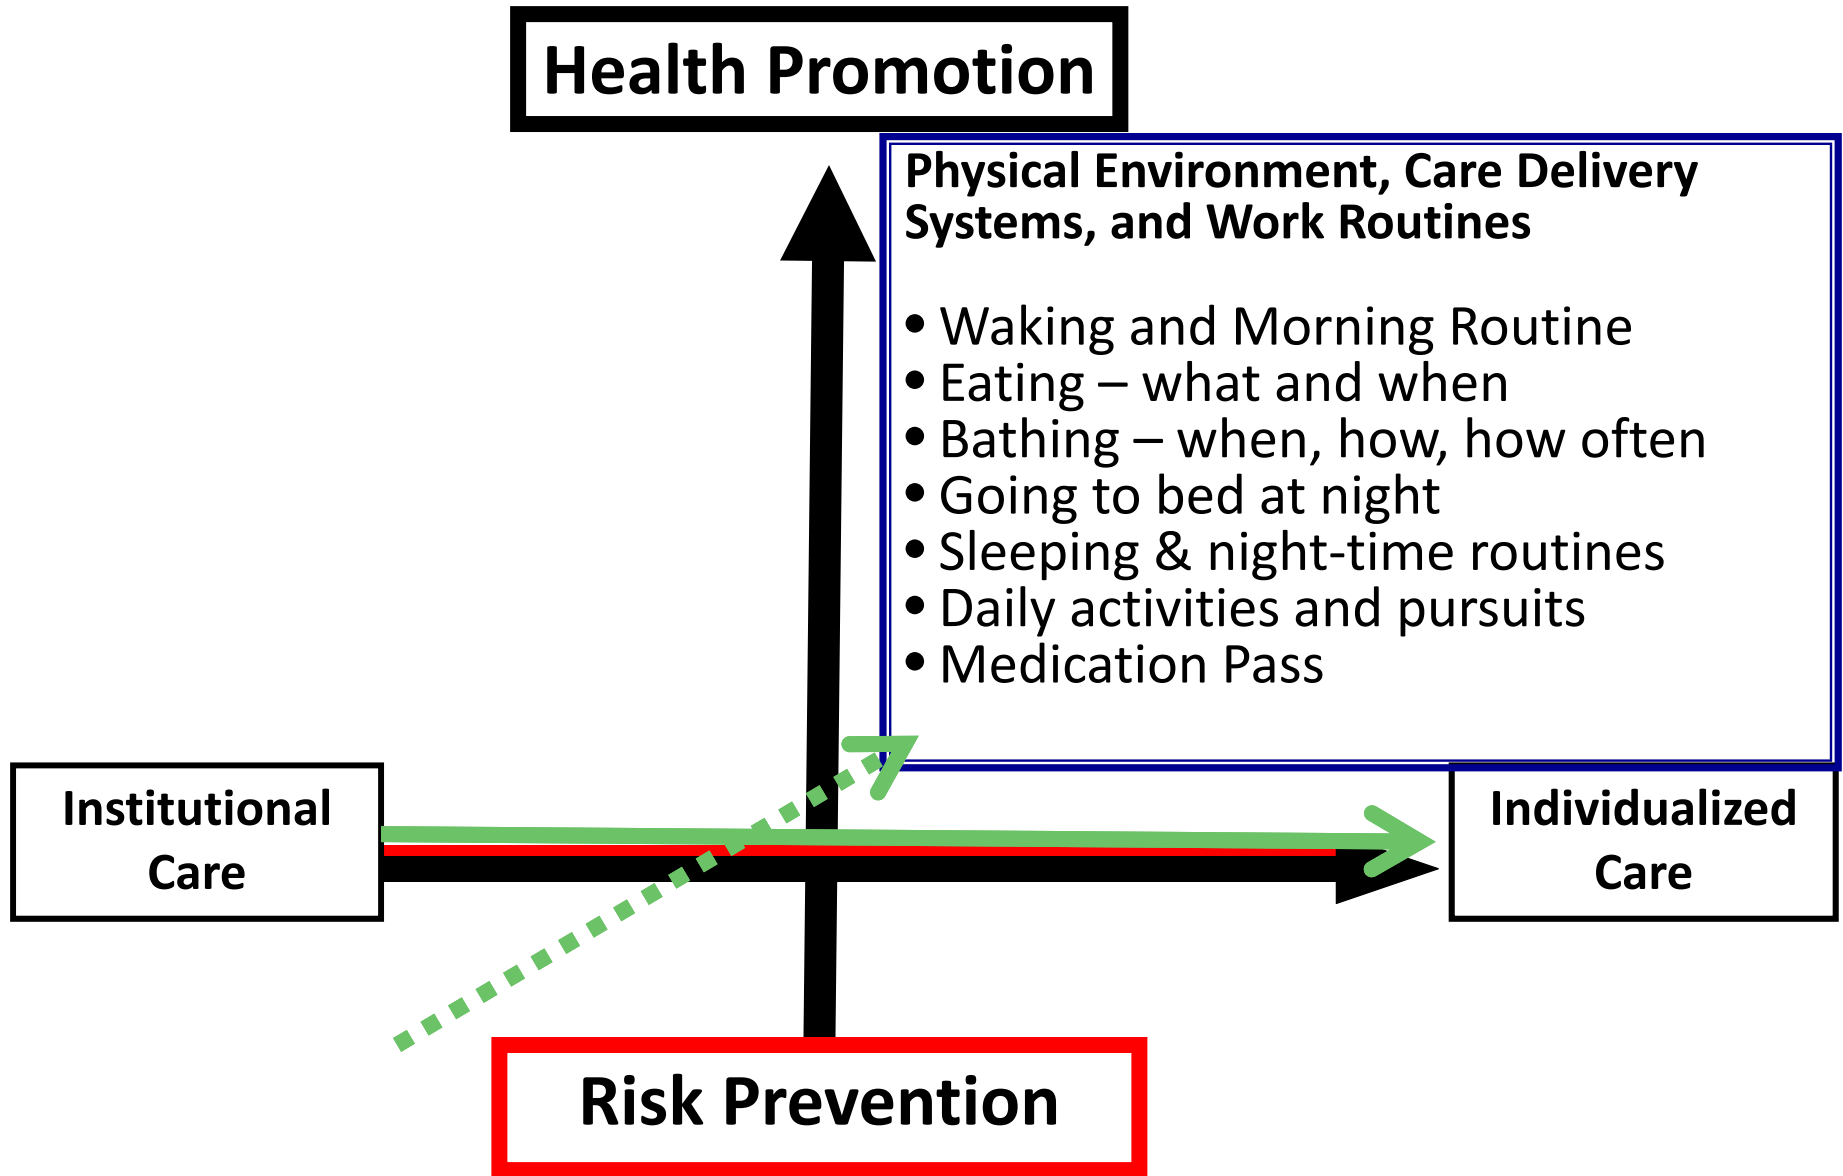 Health Promotion
Physical Environment, Care Delivery
Systems, and Work Routines
• Waking and Morning Routine
• Eating – what and when
• Bathing – when, how, how often
• Going to bed at night
• Sleeping & night-time routines
• Daily activities and pursuits
• Medication Pass
Institutional
Care
Individualized
Care
Risk Prevention